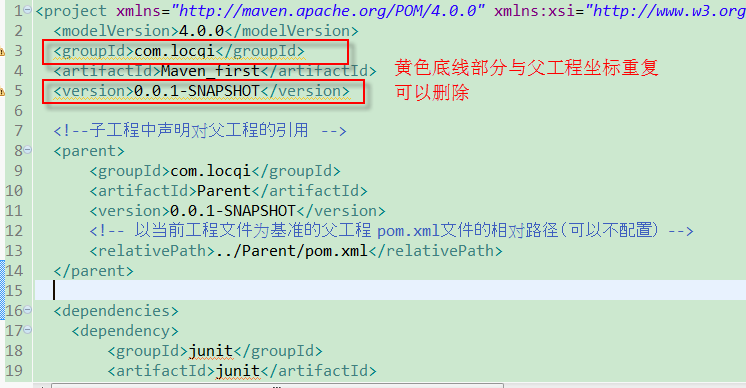 1 <project xmlns="http://maven.apache.org/POM/4.0.0" xmlns:xsi="http://www.w3.org
2 <modelVersion>4.0.0</modelVersion>
3 <groupId>com.locqi</groupId>
4 <artifactId>Maven_first</artifactId>
5 <version>0.0.1-SNAPSHOT</version>
黄色底线部分与父工程坐标重复
可以删除
6
7 <!--子工程中声明对父工程的引用 -->
8 <parent>
9 <groupId>com.locqi</groupId>
10 <artifactId>Parent</artifactId>
11 <version>0.0.1-SNAPSHOT</version>
12 <!-- 以当前工程文件为基准的父工程pom.xml文件的相对路径(可以不配置) -->
13 <relativePath>../Parent/pom.xml</relativePath>
14 </parent>
15
16 <dependencies>
17 <dependency>
18 <groupId>junit</groupId>
19 <artifactId>junit</artifactId>